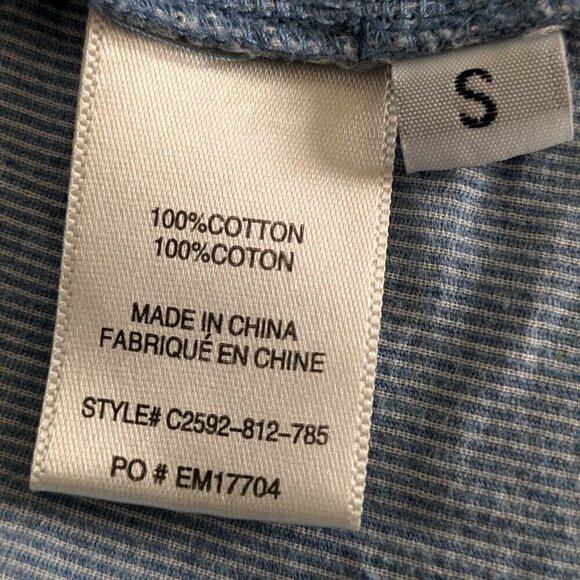 S
100%COTTON
100%COTON
MADE IN CHINA
FABRIQUÉ EN CHINE
STYLE# C2592-812-785
PO # EM17704